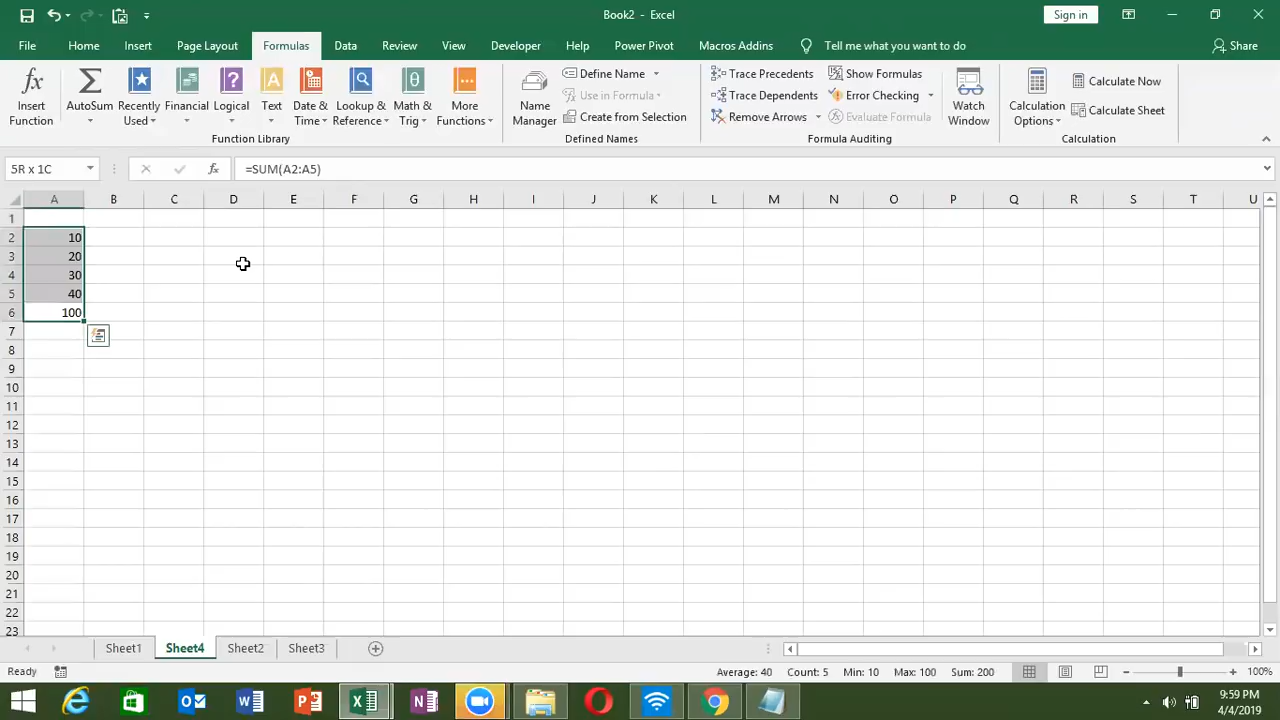 Book2 - Excel
Sign in
File Home Insert Page Layout Formulas Data Review View Developer Help Power Pivot Macros Addins Tell me what you want to do Share
Insert Function
AutoSum
Recently Used
Financial
Logical
Text
Date & Time
Lookup & Reference
Math & Trig
More Functions
Function Library
Name Manager
Define Name
Use in Formula
Create from Selection
Defined Names
Trace Precedents
Trace Dependents
Remove Arrows
Show Formulas
Error Checking
Evaluate Formula
Formula Auditing
Watch Window
Calculation Options
Calculate Now
Calculate Sheet
Calculation
5R x 1C fx =SUM(A2:A5)
A B C D E F G H I J K L M N O P Q R S T U
1
2 10
3 20
4 30
5 40
6 100
7
8
9
10
11
12
13
14
15
16
17
18
19
20
21
22
23
Sheet1 Sheet4 Sheet2 Sheet3
Ready Average: 40 Count: 5 Min: 10 Max: 100 Sum: 200 100%
9:59 PM
4/4/2019